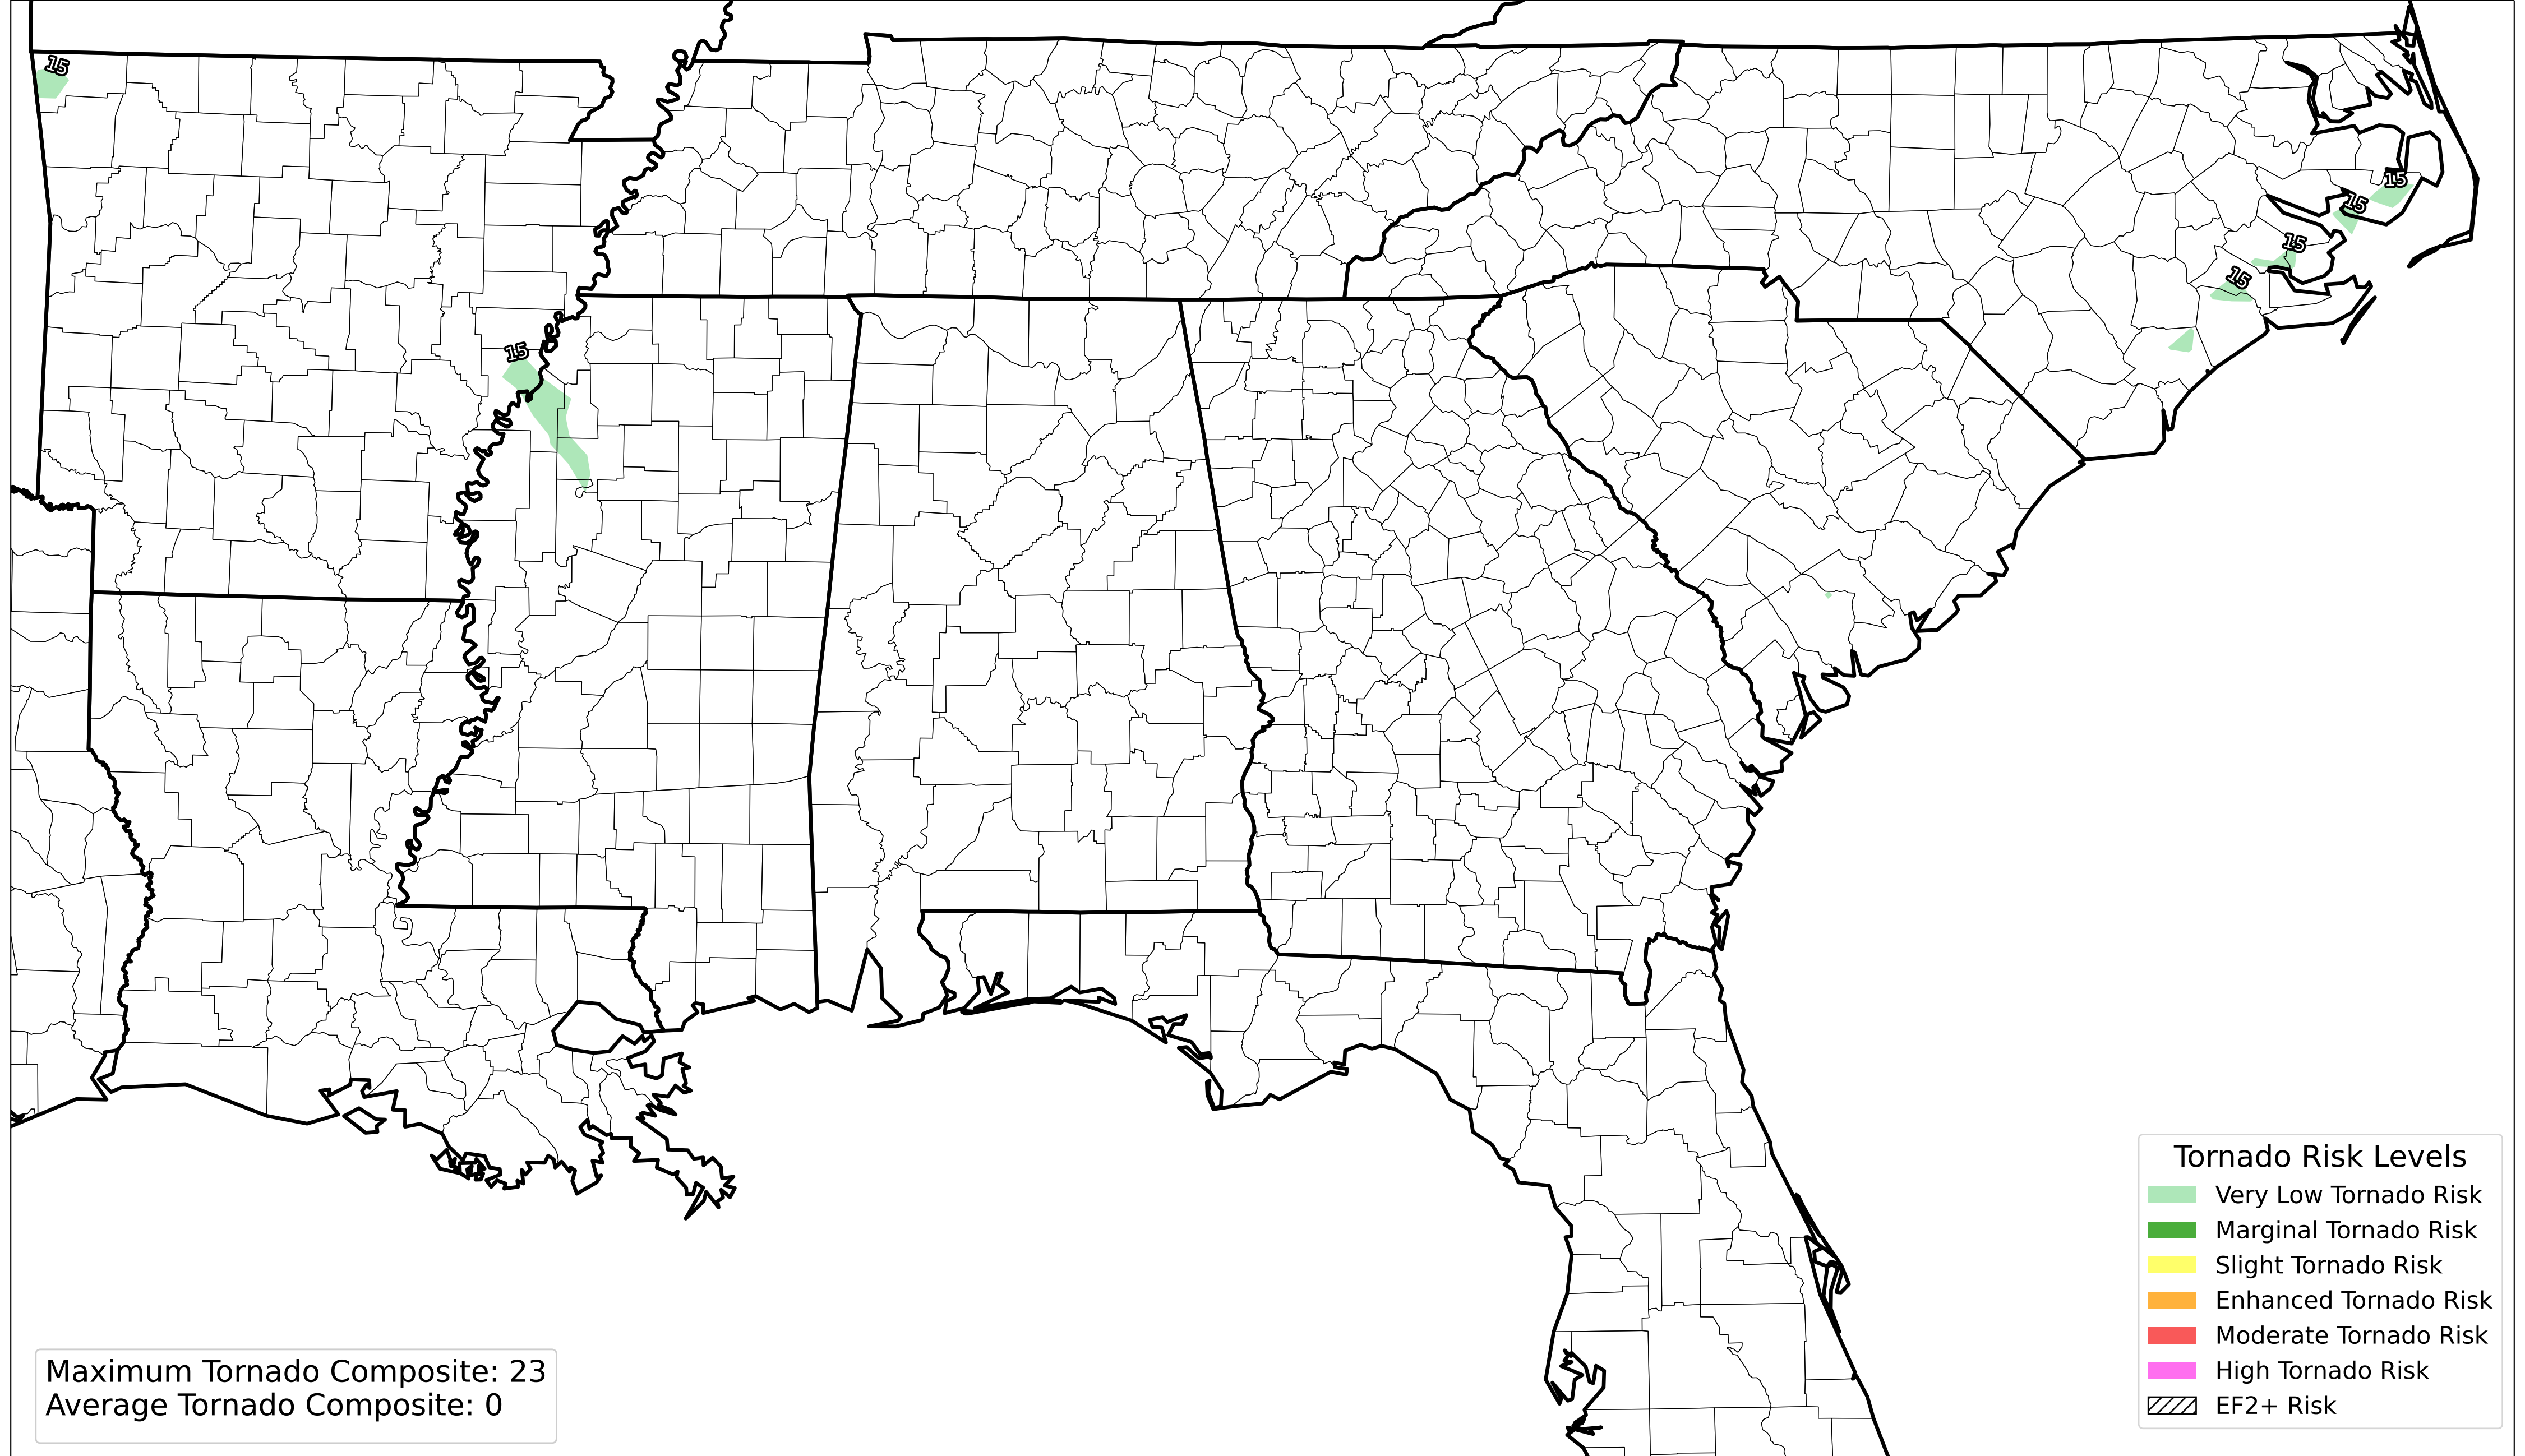 15
15
15
15
15
15
Maximum Tornado Composite: 23
Average Tornado Composite: 0
Tornado Risk Levels
Very Low Tornado Risk
Marginal Tornado Risk
Slight Tornado Risk
Enhanced Tornado Risk
Moderate Tornado Risk
High Tornado Risk
EF2+ Risk